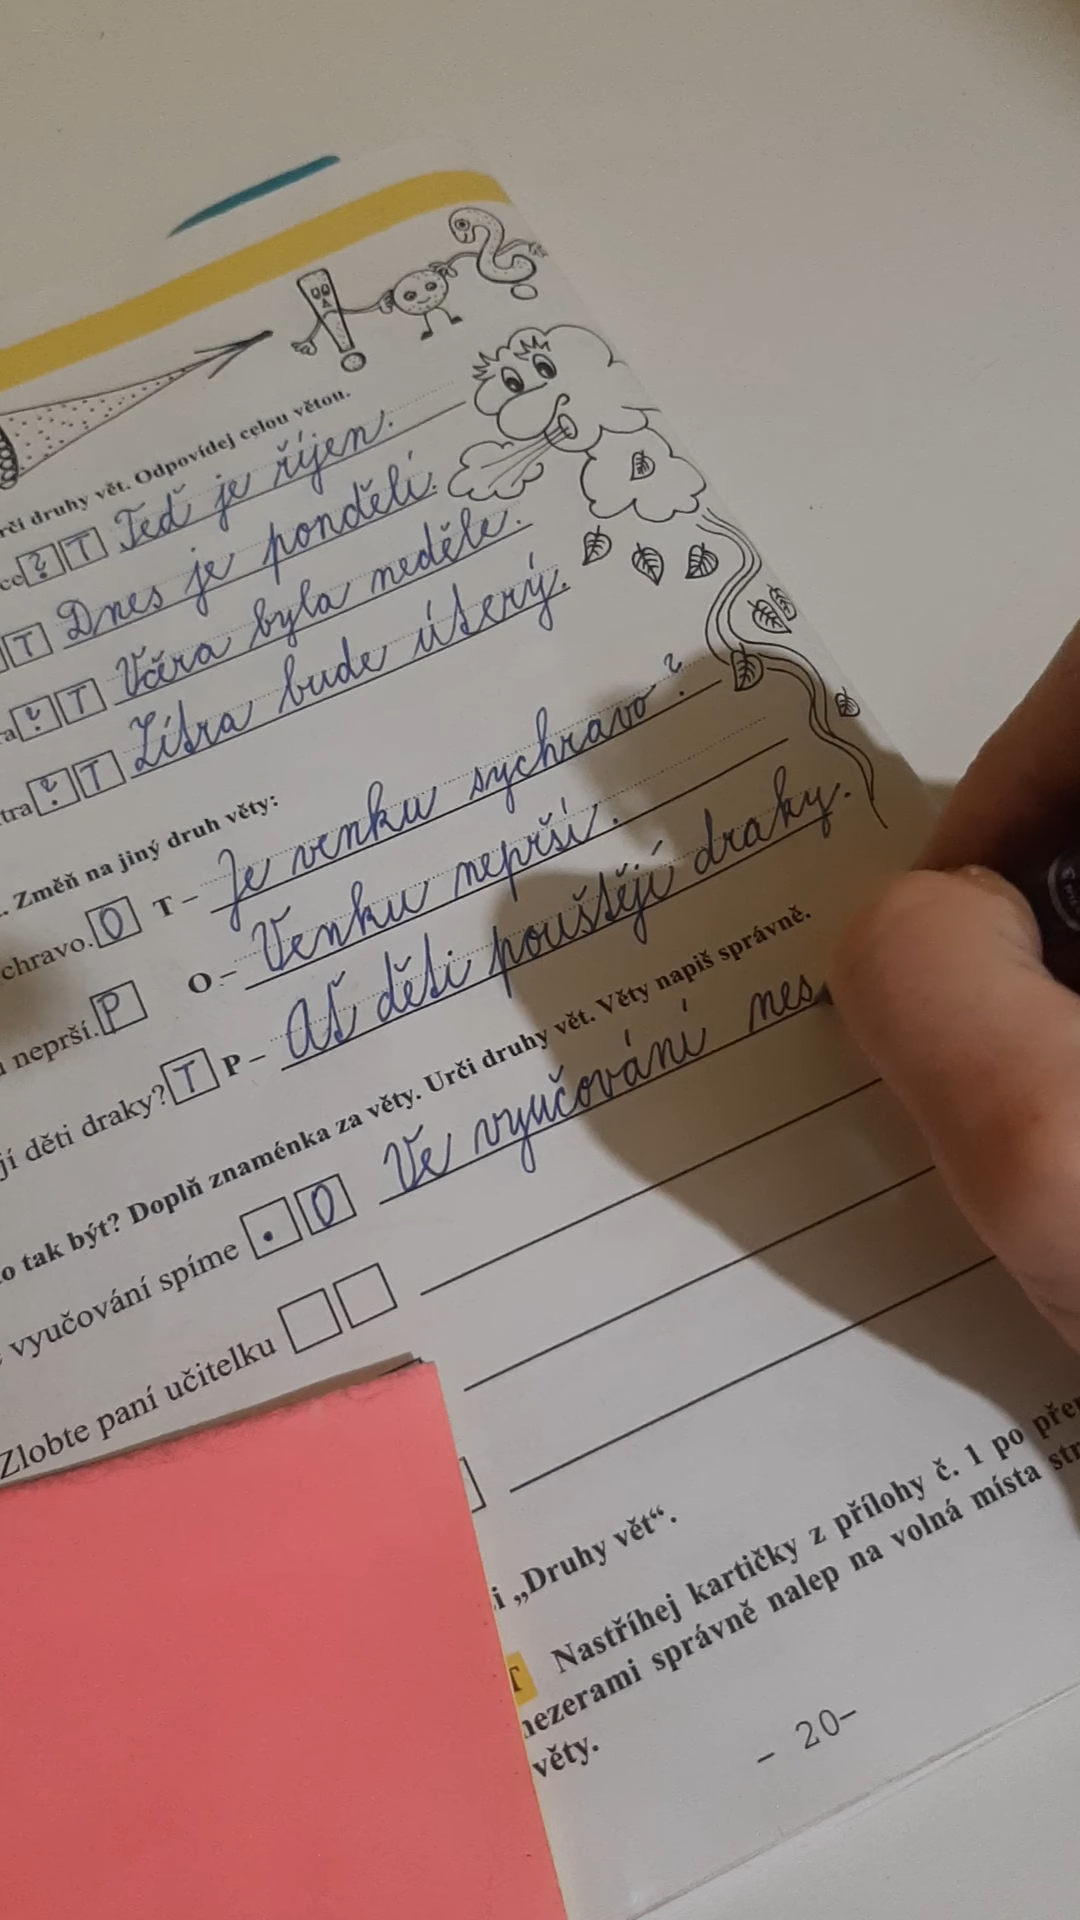 rči druhy vět. Odpovídej celou větou.
? T Teď je říjen.
T Dnes je pondělí.
? T Včera byla neděle.
tra ? T Zítra bude úterý.
. Změň na jiný druh věty:
chravo. O T – Je venku sychravo?
neprší. P O – Venku neprší.
jí děti draky? T P – Ať děti pouštějí draky.
o tak být? Doplň znaménka za věty. Urči druhy vět. Věty napiš správně.
vyučování spíme . O Ve vyučování nes
Zlobte paní učitelku
i „Druhy vět“.
T Nastříhej kartičky z přílohy č. 1 po pře
mezerami správně nalep na volná místa str
věty.
– 20–